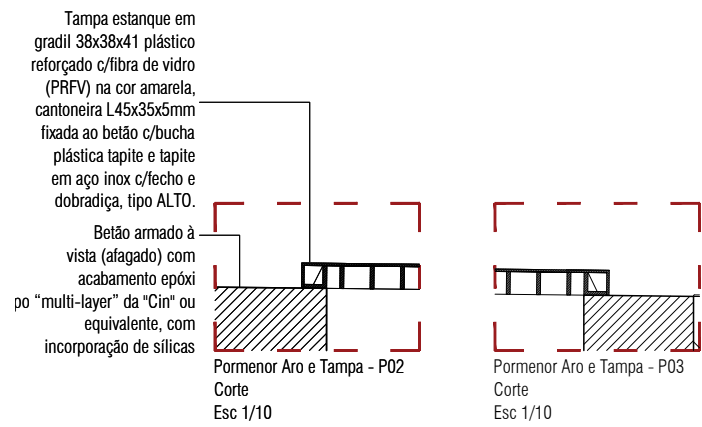 Tampa estanque em
gradil 38x38x41 plástico
reforçado c/fibra de vidro
(PRFV) na cor amarela,
cantoneira L45x35x5mm
fixada ao betão c/bucha
plástica tapite e tapite
em aço inox c/fecho e
dobradiça, tipo ALTO.
Betão armado à
vista (afagado) com
acabamento epóxi
po “multi-layer” da "Cin" ou
equivalente, com
incorporação de sílicas
Pormenor Aro e Tampa - P02
Corte
Esc 1/10
Pormenor Aro e Tampa - P03
Corte
Esc 1/10